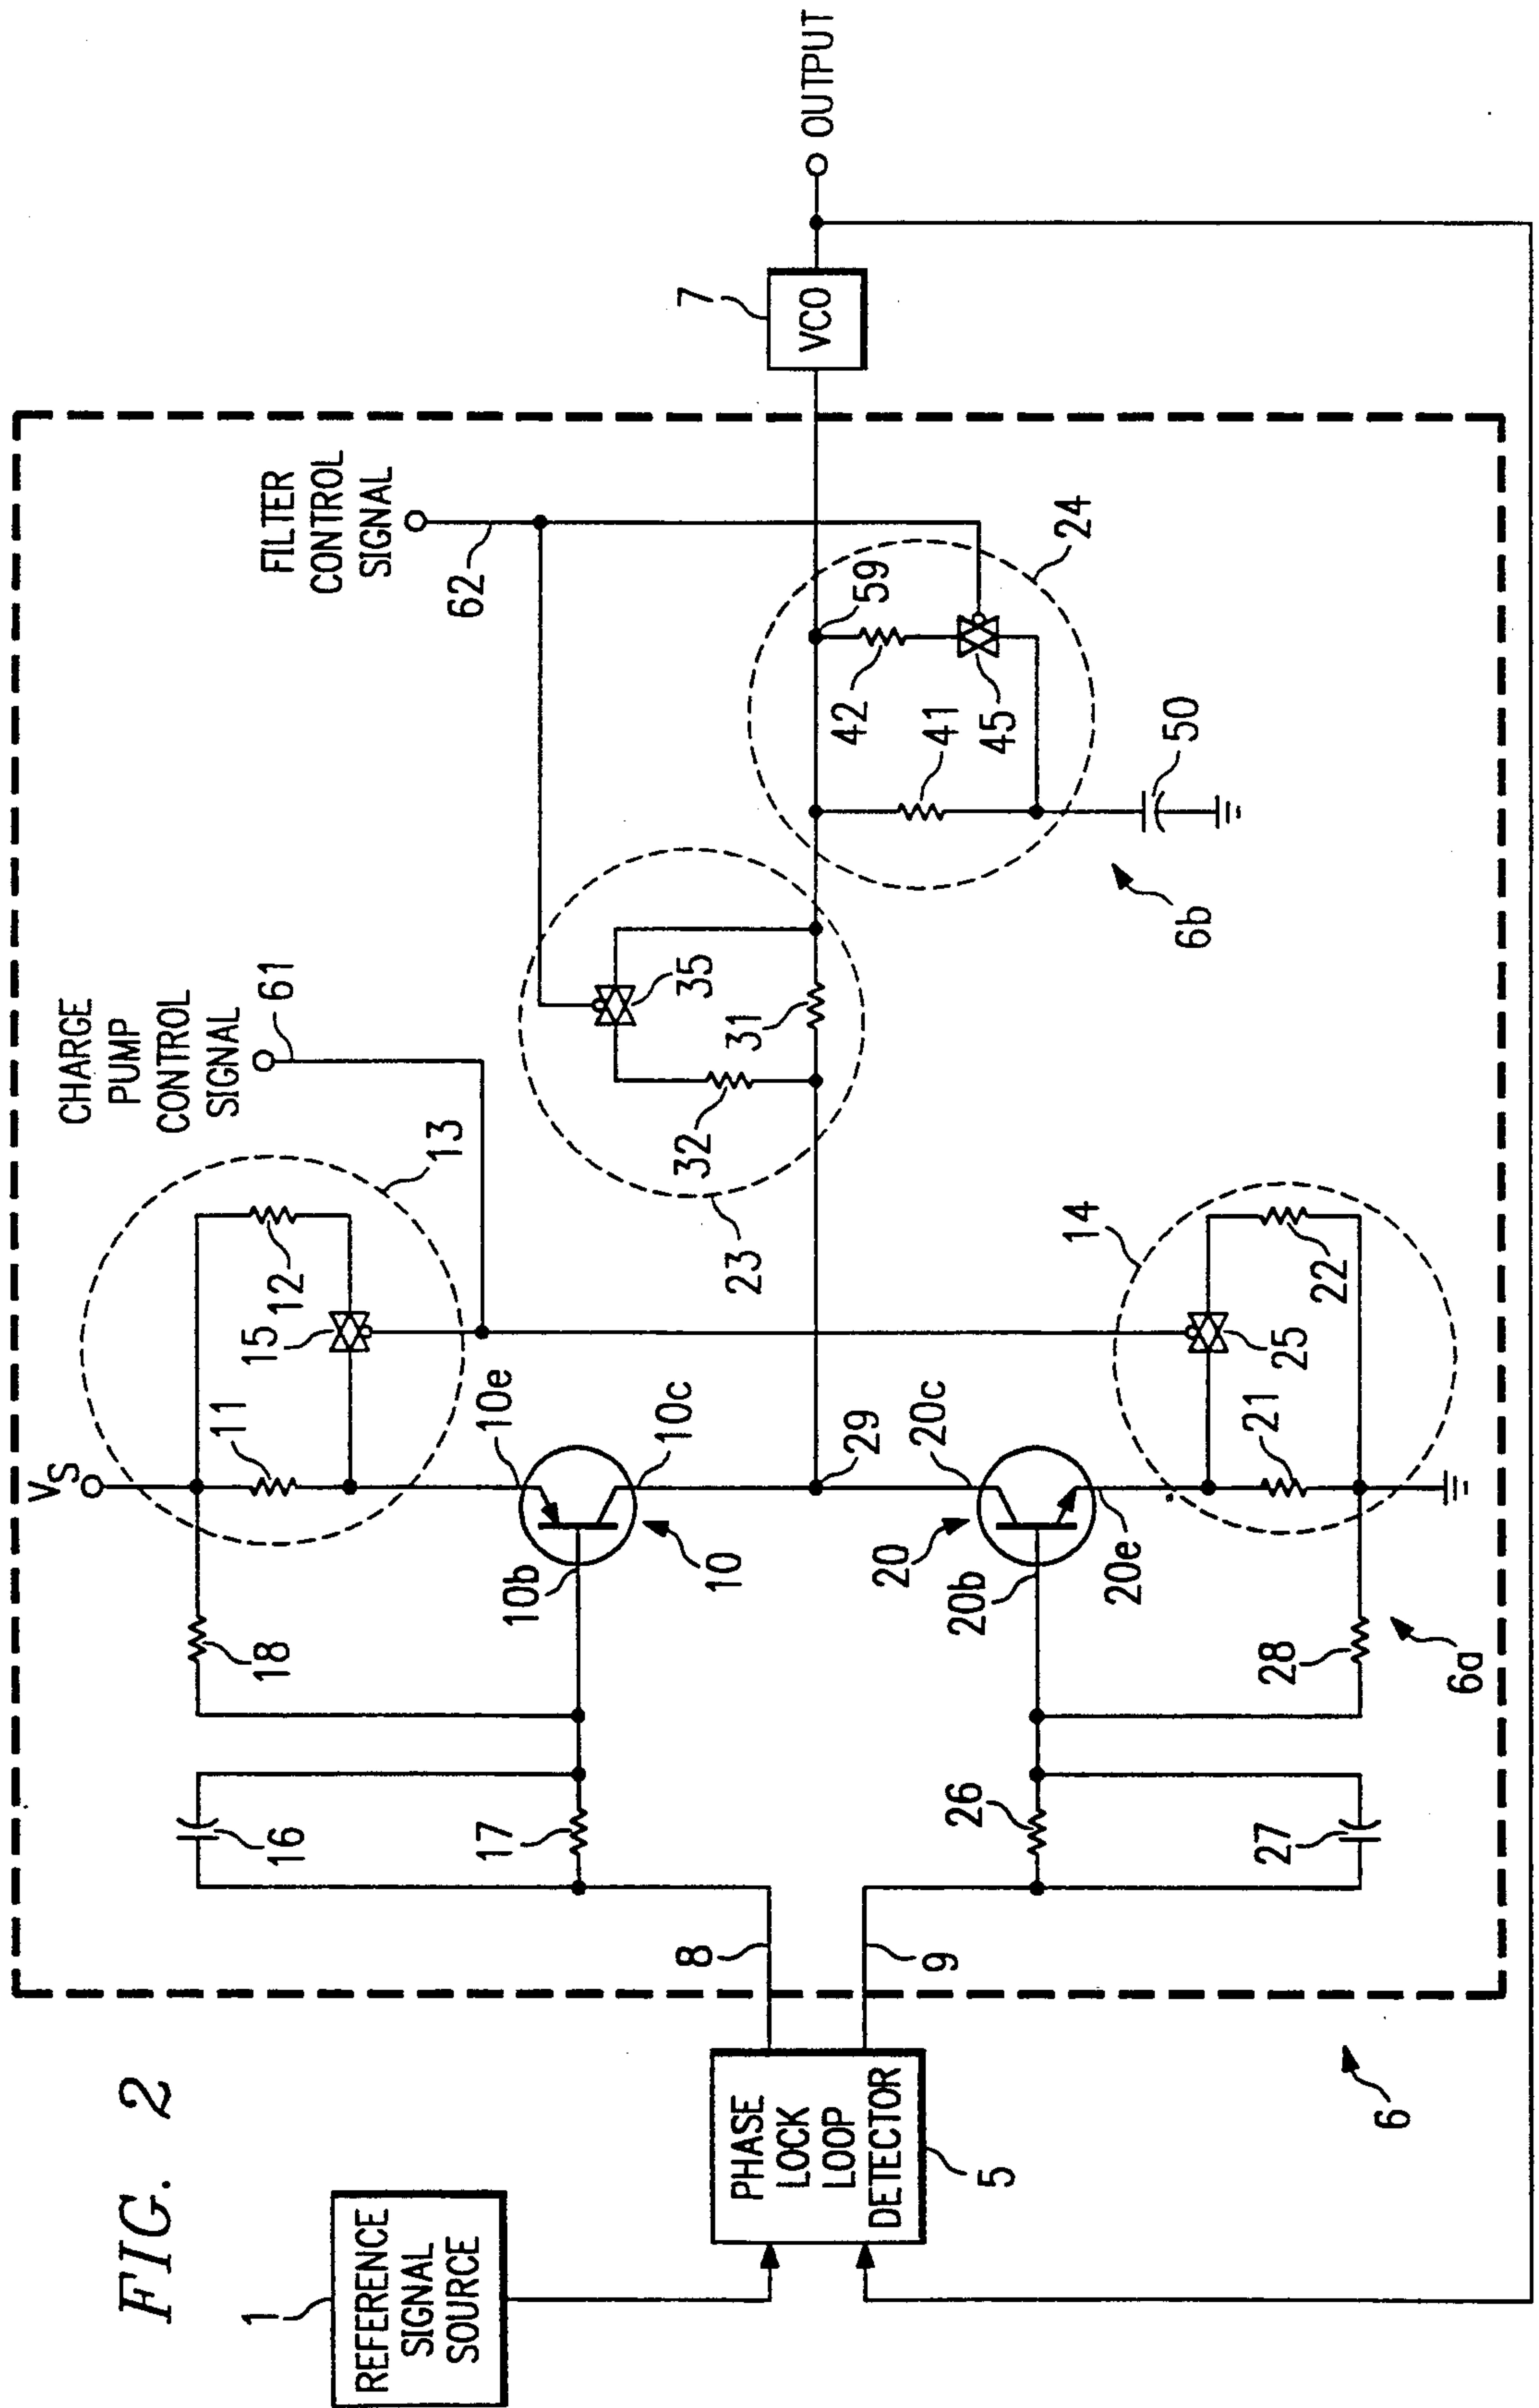 FIG. 2
1
REFERENCE
SIGNAL
SOURCE
PHASE
LOCK
LOOP
DETECTOR
5
6
8
9
16
17
18
26
27
28
6a
V_S
11
12
13
15
10e
10b
10c
10
29
20c
20
20b
20e
14
21
22
25
CHARGE
PUMP
CONTROL
SIGNAL
61
23
31
32
35
FILTER
CONTROL
SIGNAL
62
24
59
42
41
45
50
6b
7
VCO
OUTPUT